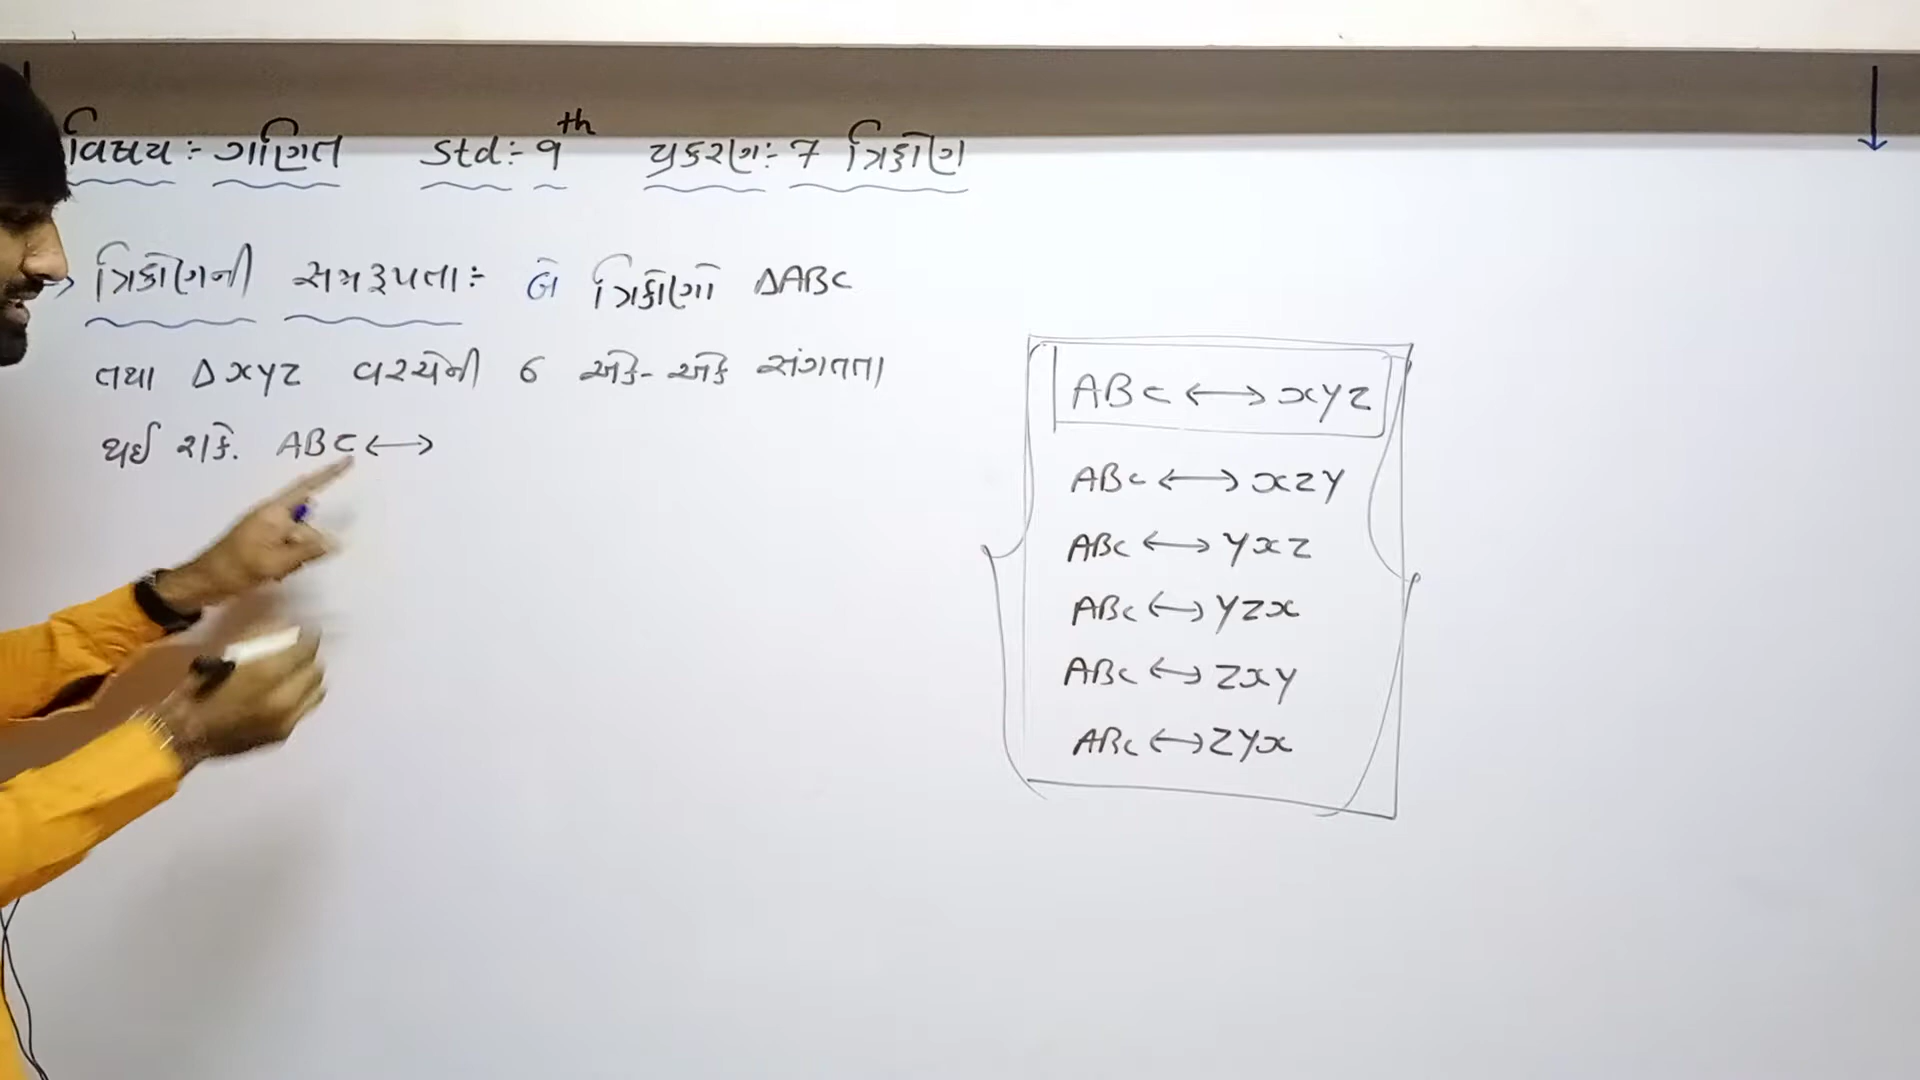 વિષય:- ગણિત Std:- 9th પ્રકરણ:- 7 ત્રિકોણ
→ ત્રિકોણની સમરૂપતા:- બે ત્રિકોણો ΔABC
તથા Δxyz વચ્ચેની 6 એક-એક સંગતતા
થઈ શકે. ABC ↔
ABC ↔ xyz
ABC ↔ xzy
ABC ↔ yxz
ABC ↔ yzx
ABC ↔ zxy
ABC ↔ zyx